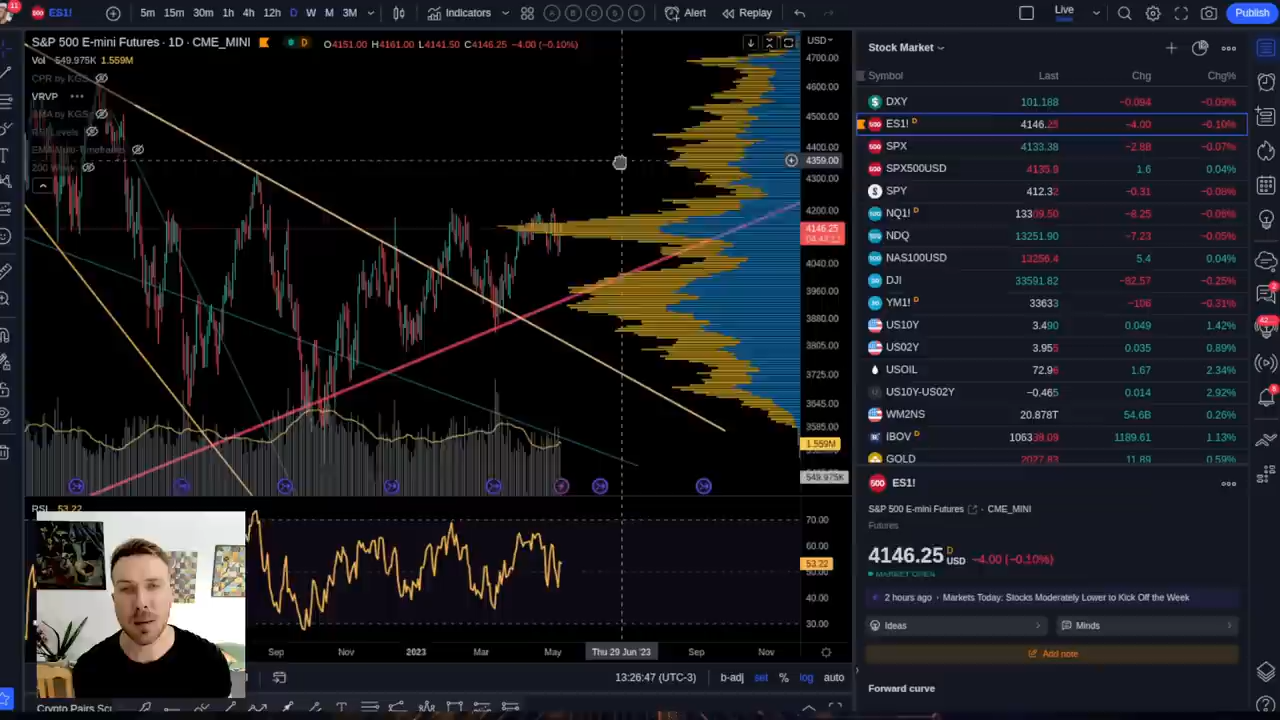 11
500 ES1! 5m 15m 30m 1h 4h 12h D W M 3M Indicators A B Alert Replay Live Publish
S&P 500 E-mini Futures · 1D · CME_MINI D O4151.00 H4161.00 L4141.50 C4146.25 −4.00 (−0.10%) USD
Vol 549.975K 1.559M
CPR by KGS
VRVP
200 Week
4700.00
4600.00
4500.00
4400.00
4359.00
4300.00
4200.00
4146.25
4040.00
3960.00
3880.00
3805.00
3725.00
3645.00
3585.00
1.559M
549.975K
RSI 53.22
70.00
60.00
53.22
50.00
40.00
30.00
Sep Nov 2023 Mar May Thu 29 Jun '23 Sep Nov
13:26:47 (UTC-3) b-adj set % log auto
Stock Market
Symbol Last Chg Chg%
DXY 101.188 −0.094 −0.09%
ES1! D 4146.25 −4.00 −0.10%
SPX 4133.38 −2.88 −0.07%
SPX500USD 4135.9 1.6 0.04%
SPY 412.32 −0.31 −0.08%
NQ1! D 13309.50 −8.25 −0.06%
NDQ 13251.90 −7.23 −0.05%
NAS100USD 13256.4 5.4 0.04%
DJI 33591.82 −82.57 −0.25%
YM1! D 33633 −106 −0.31%
US10Y 3.490 0.049 1.42%
US02Y 3.955 0.035 0.89%
USOIL 72.96 1.67 2.34%
US10Y-US02Y −0.465 0.014 2.92%
WM2NS 20.878T 54.6B 0.26%
IBOV D 106338.09 1189.61 1.13%
GOLD 2027.83 11.89 0.59%
500 ES1!
S&P 500 E-mini Futures · CME_MINI
Futures
4146.25 D USD −4.00 (−0.10%)
MARKET OPEN
2 hours ago · Markets Today: Stocks Moderately Lower to Kick Off the Week
Ideas
Minds
Add note
Forward curve